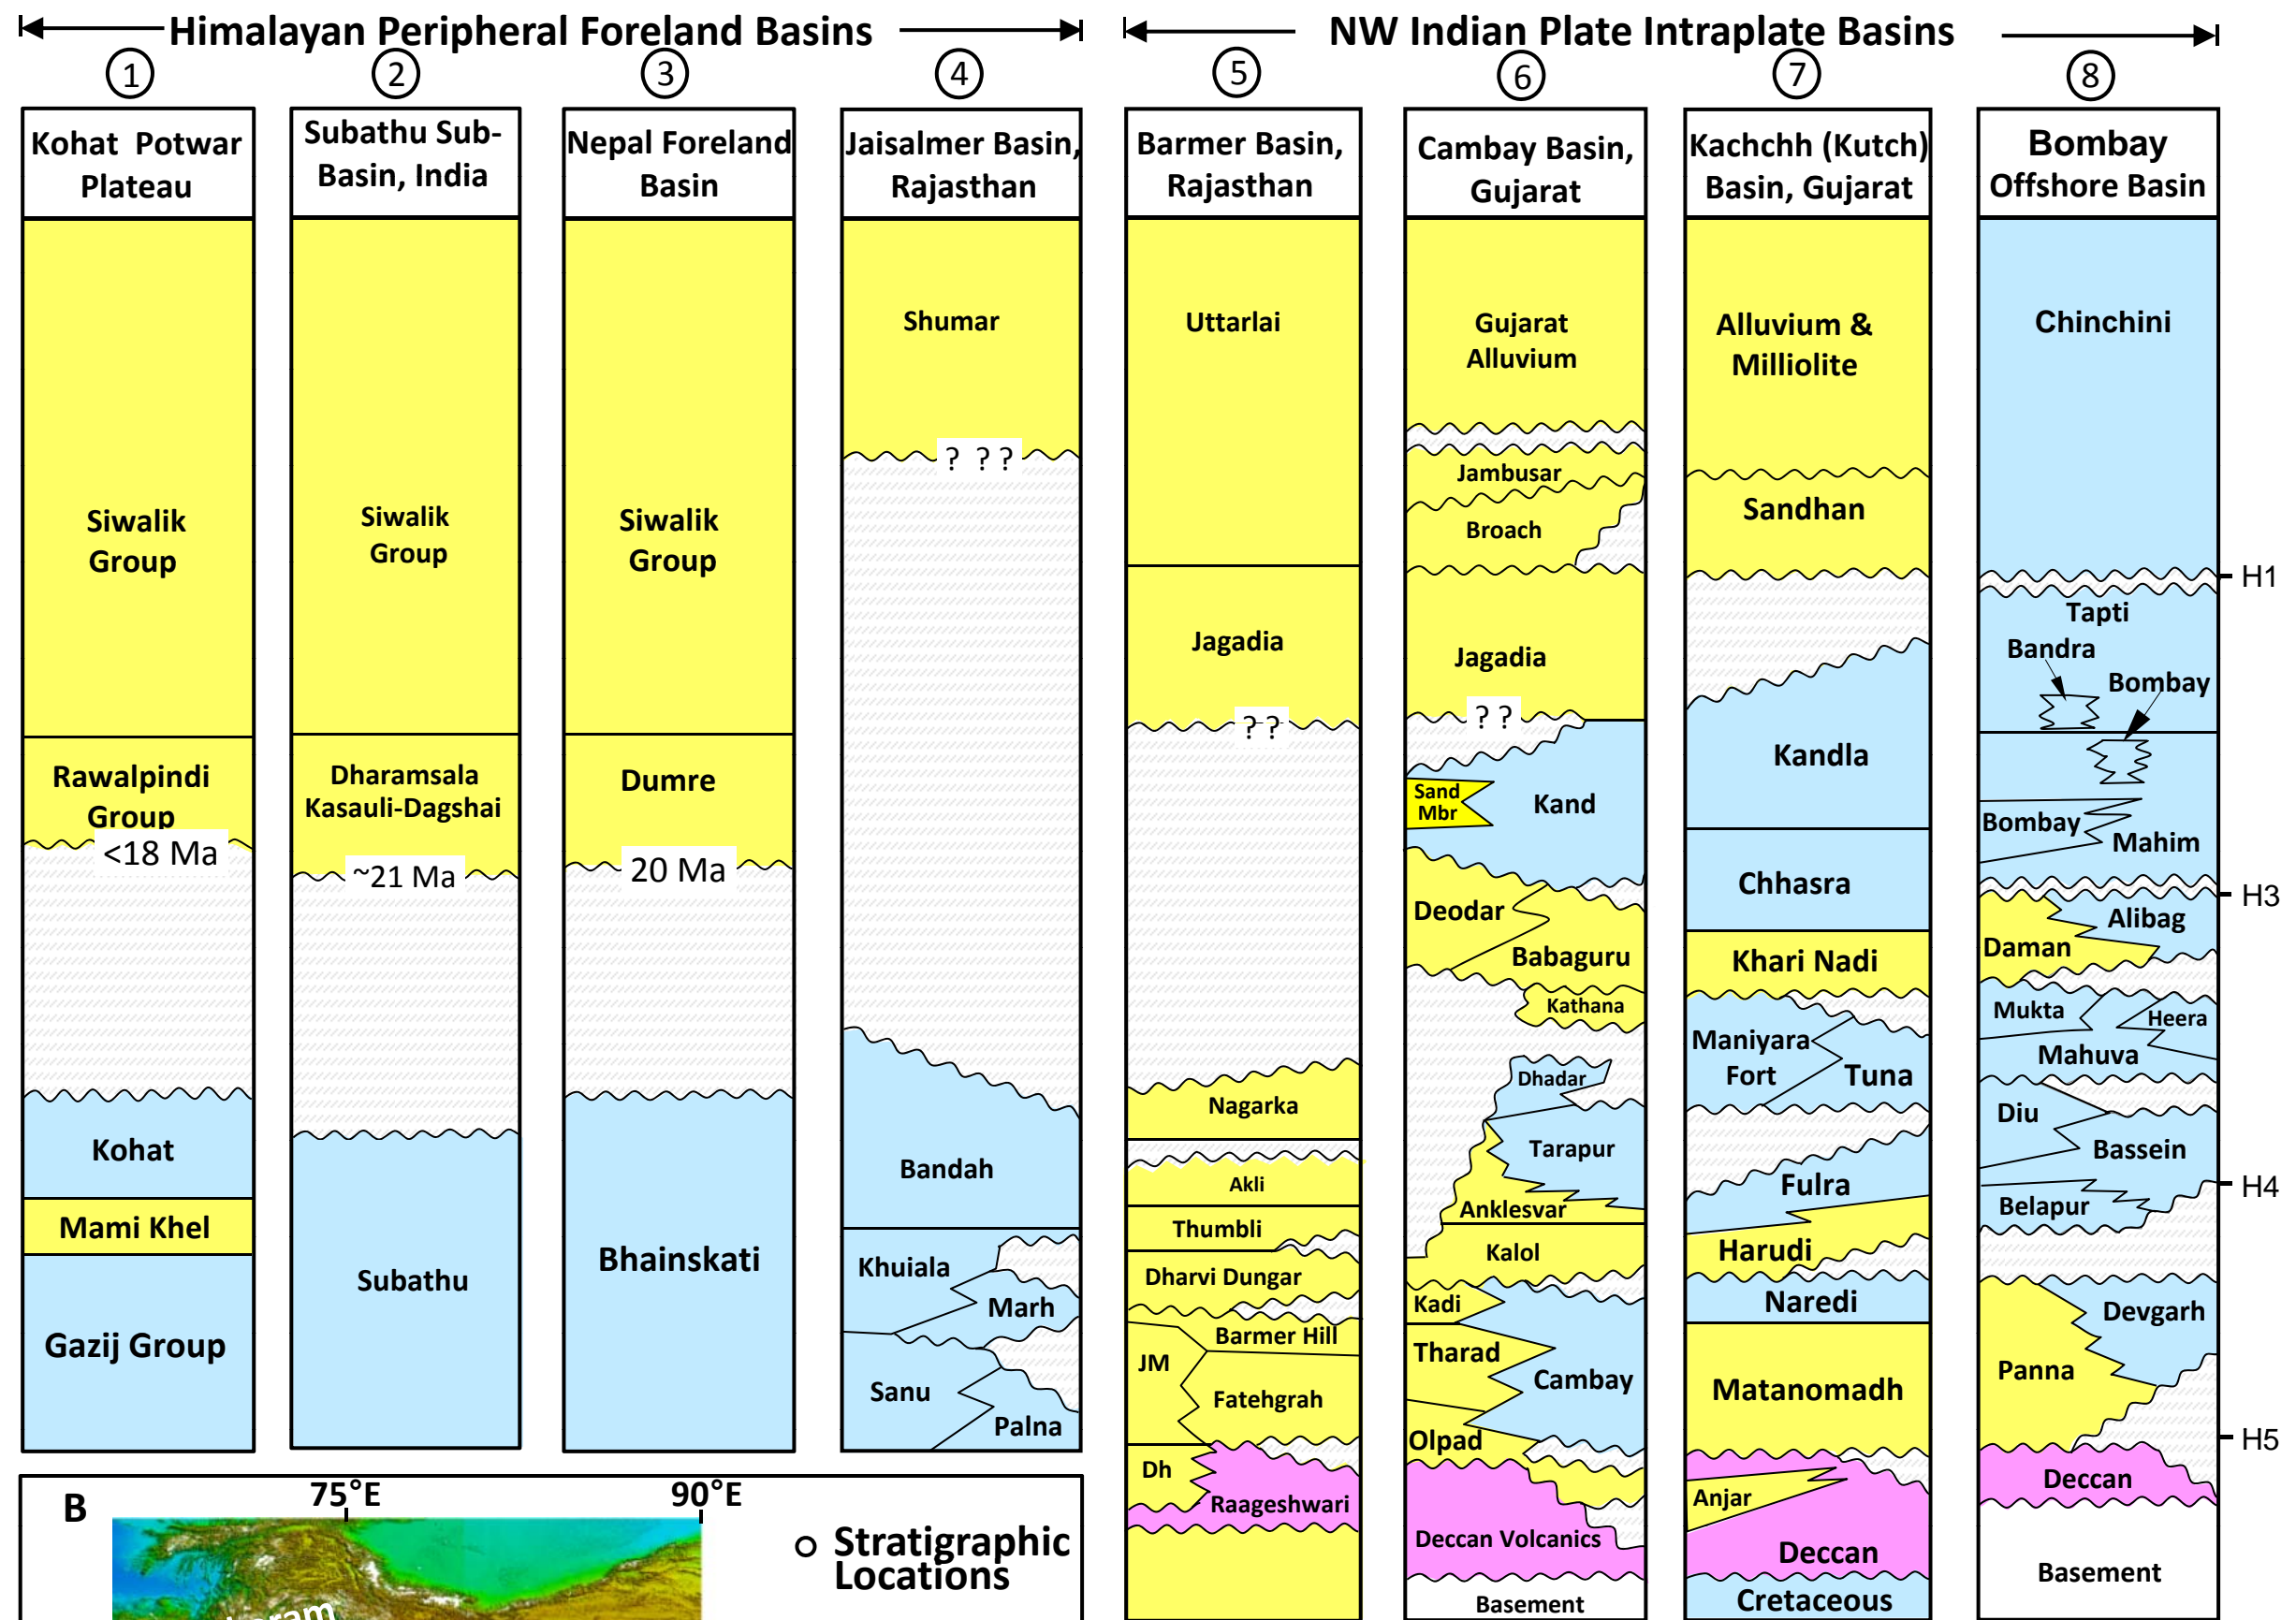 Himalayan Peripheral Foreland Basins
NW Indian Plate Intraplate Basins
1
2
3
4
5
6
7
8
Kohat Potwar
Plateau
Subathu Sub-
Basin, India
Nepal Foreland
Basin
Jaisalmer Basin,
Rajasthan
Barmer Basin,
Rajasthan
Cambay Basin,
Gujarat
Kachchh (Kutch)
Basin, Gujarat
Bombay
Offshore Basin
Siwalik
Group
Rawalpindi
Group
<18 Ma
Kohat
Mami Khel
Gazij Group
Siwalik
Group
Dharamsala
Kasauli-Dagshai
~21 Ma
Subathu
Siwalik
Group
Dumre
20 Ma
Bhainskati
Shumar
? ? ?
Bandah
Khuiala
Marh
Sanu
Palna
Uttarlai
Jagadia
? ?
Nagarka
Akli
Thumbli
Dharvi Dungar
Barmer Hill
JM
Fatehgrah
Dh
Raageshwari
Gujarat
Alluvium
Jambusar
Broach
Jagadia
? ?
Sand
Mbr
Kand
Deodar
Babaguru
Kathana
Dhadar
Tarapur
Anklesvar
Kalol
Kadi
Tharad
Cambay
Olpad
Deccan Volcanics
Basement
Alluvium &
Milliolite
Sandhan
Kandla
Chhasra
Khari Nadi
Maniyara
Fort
Tuna
Fulra
Harudi
Naredi
Matanomadh
Anjar
Deccan
Cretaceous
Chinchini
Tapti
Bandra
Bombay
Bombay
Mahim
Alibag
Daman
Mukta
Heera
Mahuva
Diu
Bassein
Belapur
Devgarh
Panna
Deccan
Basement
H1
H3
H4
H5
B
75°E
90°E
Stratigraphic
Locations